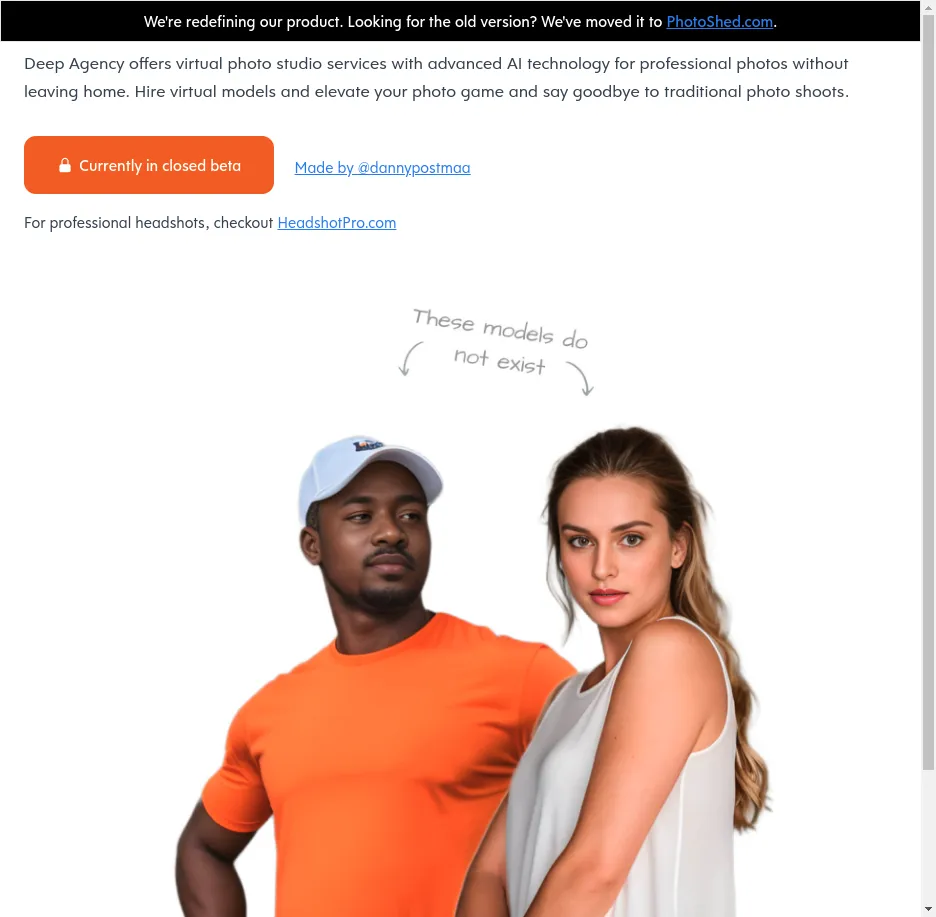 We're redefining our product. Looking for the old version? We've moved it to PhotoShed.com.
Deep Agency offers virtual photo studio services with advanced AI technology for professional photos without
leaving home. Hire virtual models and elevate your photo game and say goodbye to traditional photo shoots.
Currently in closed beta
Made by @dannypostmaa
For professional headshots, checkout HeadshotPro.com
These models do
not exist